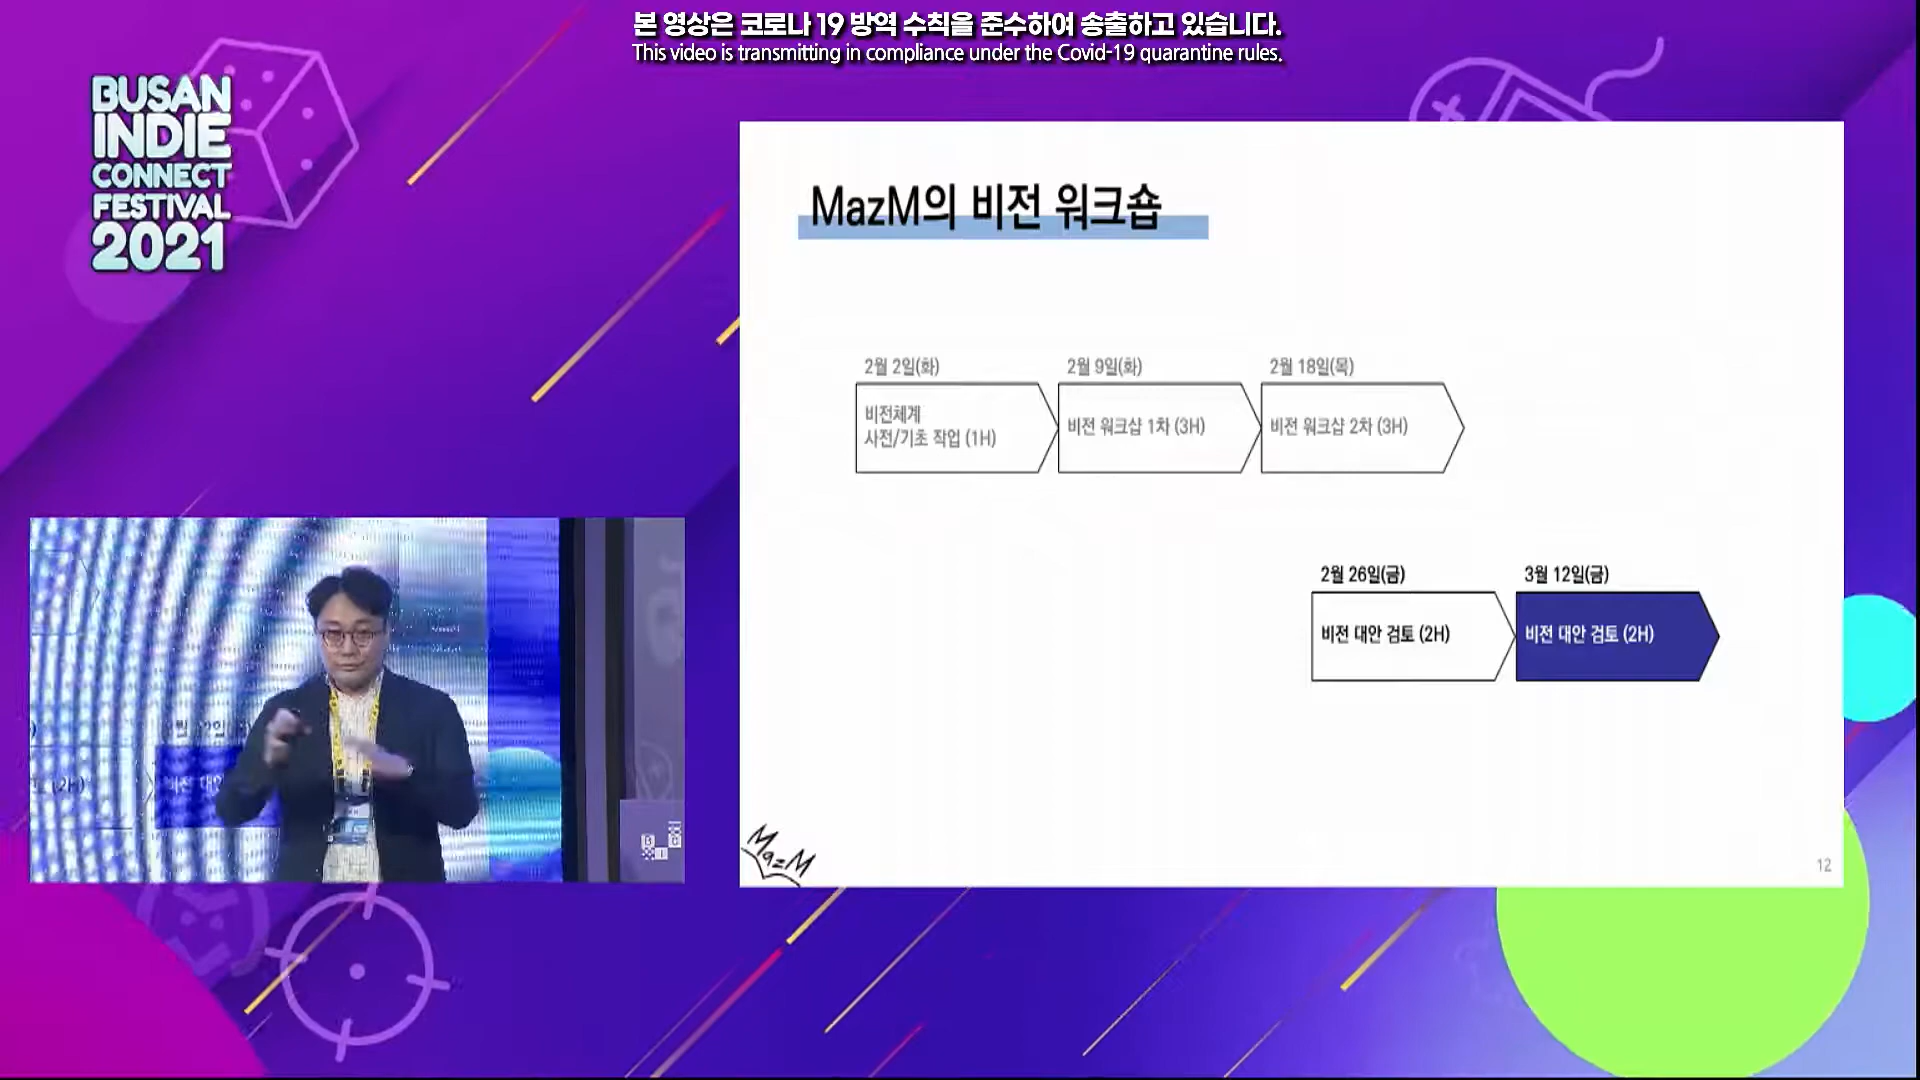 본 영상은 코로나 19 방역 수칙을 준수하여 송출하고 있습니다.
This video is transmitting in compliance under the Covid-19 quarantine rules.
BUSAN
INDIE
CONNECT
FESTIVAL
2021
MazM의 비전 워크숍
2월 2일(화)
2월 9일(화)
2월 18일(목)
비전체계
사전/기초 작업 (1H)
비전 워크샵 1차 (3H)
비전 워크샵 2차 (3H)
2월 26일(금)
3월 12일(금)
비전 대안 검토 (2H)
비전 대안 검토 (2H)
MazM
12